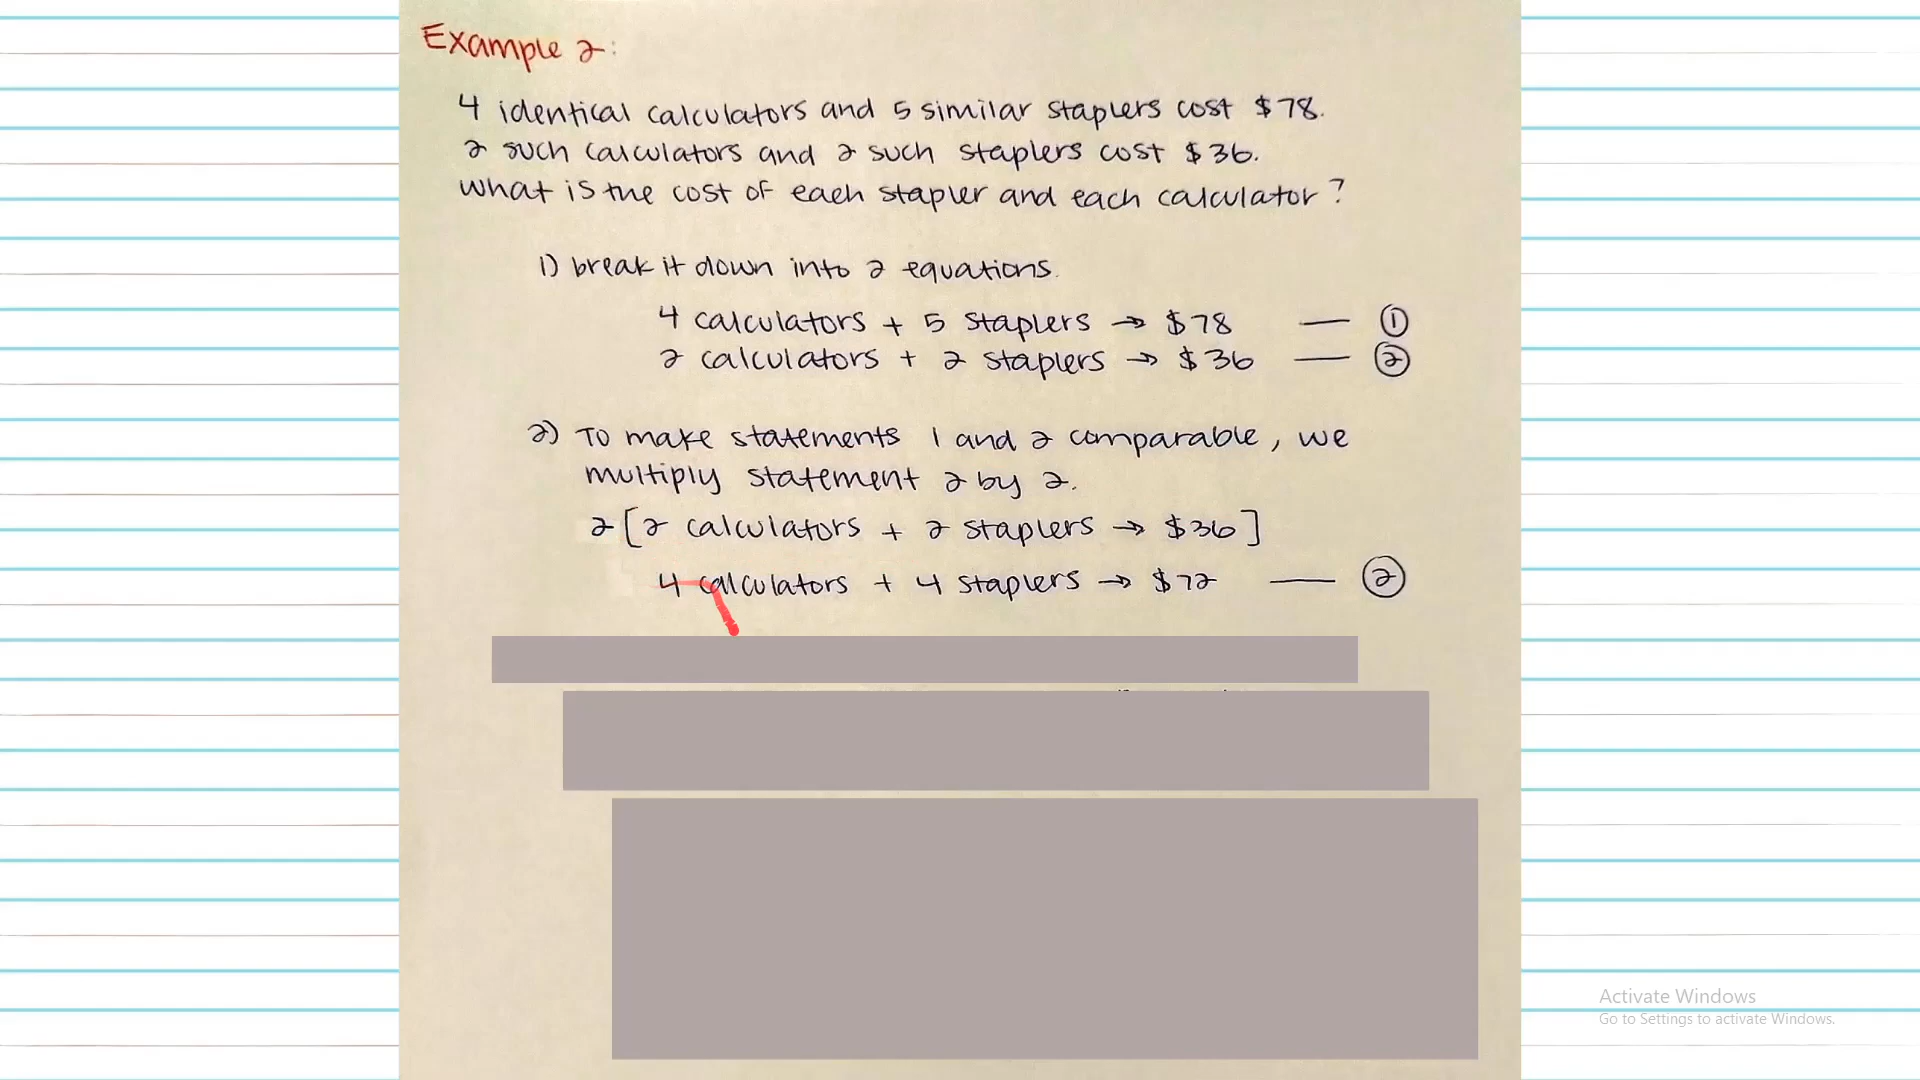 Example 2:
4 identical calculators and 5 similar staplers cost $78.
2 such calculators and 2 such staplers cost $36.
What is the cost of each stapler and each calculator?
1) break it down into 2 equations.
4 calculators + 5 staplers → $78 — ①
2 calculators + 2 staplers → $36 — ②
2) To make statements 1 and 2 comparable, we
multiply statement 2 by 2.
2 [2 calculators + 2 staplers → $36]
4 calculators + 4 staplers → $72 — ②
Activate Windows
Go to Settings to activate Windows.